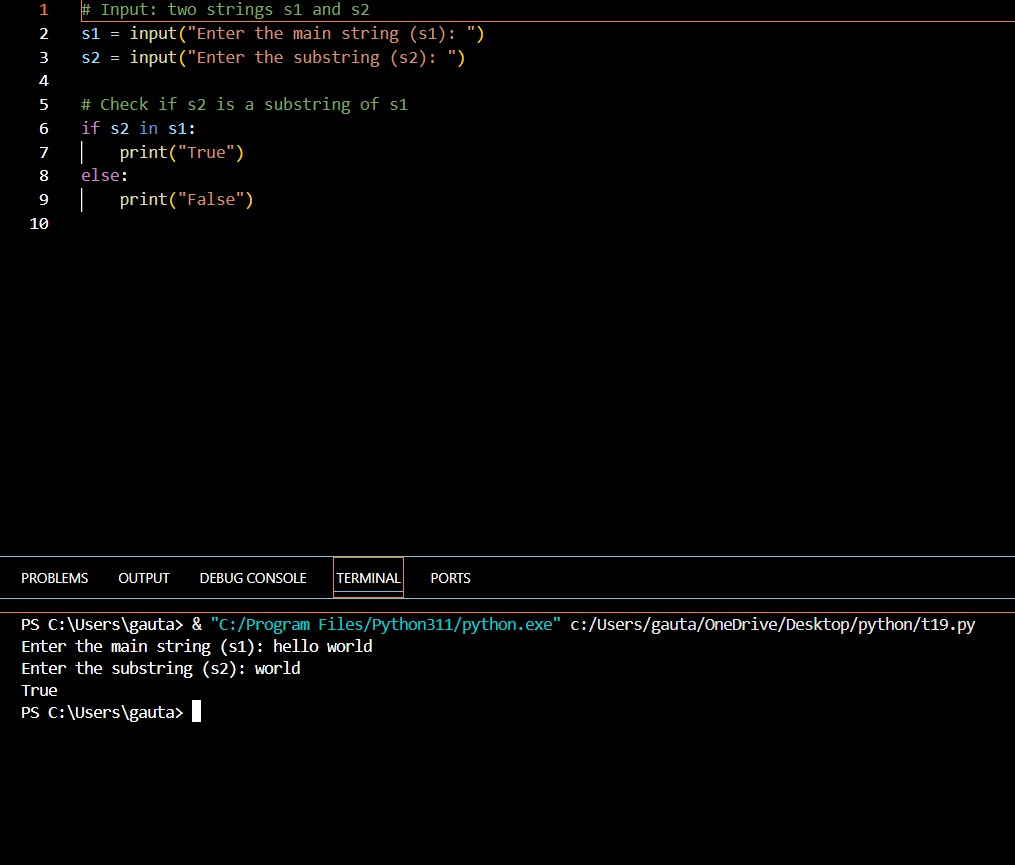 1 # Input: two strings s1 and s2
2 s1 = input("Enter the main string (s1): ")
3 s2 = input("Enter the substring (s2): ")
4
5 # Check if s2 is a substring of s1
6 if s2 in s1:
7     print("True")
8 else:
9     print("False")
10
PROBLEMS OUTPUT DEBUG CONSOLE TERMINAL PORTS
PS C:\Users\gauta> & "C:/Program Files/Python311/python.exe" c:/Users/gauta/OneDrive/Desktop/python/t19.py
Enter the main string (s1): hello world
Enter the substring (s2): world
True
PS C:\Users\gauta>